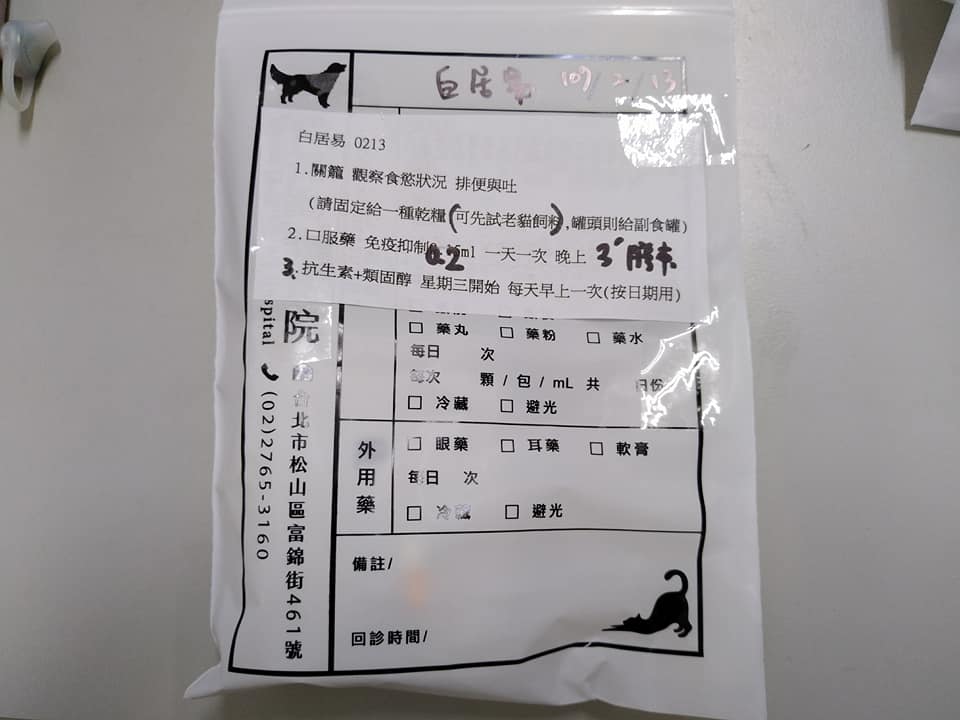 白居易 107/2/13
白居易 0213
1.關籠 觀察食慾狀況 排便與吐
(請固定給一種乾糧(可先試老貓飼料),罐頭則給副食罐)
2.口服藥 免疫抑制 0.2 ml 一天一次 晚上
3.抗生素+類固醇 星期三開始 每天早上一次(按日期用)
藥丸 藥粉 藥水
每日 次
每次 顆/包/mL 共 日份
冷藏 避光
外用藥
眼藥 耳藥 軟膏
每日 次
冷藏 避光
備註/
回診時間/
院
spital
(02)2765-3160
台北市松山區富錦街461號